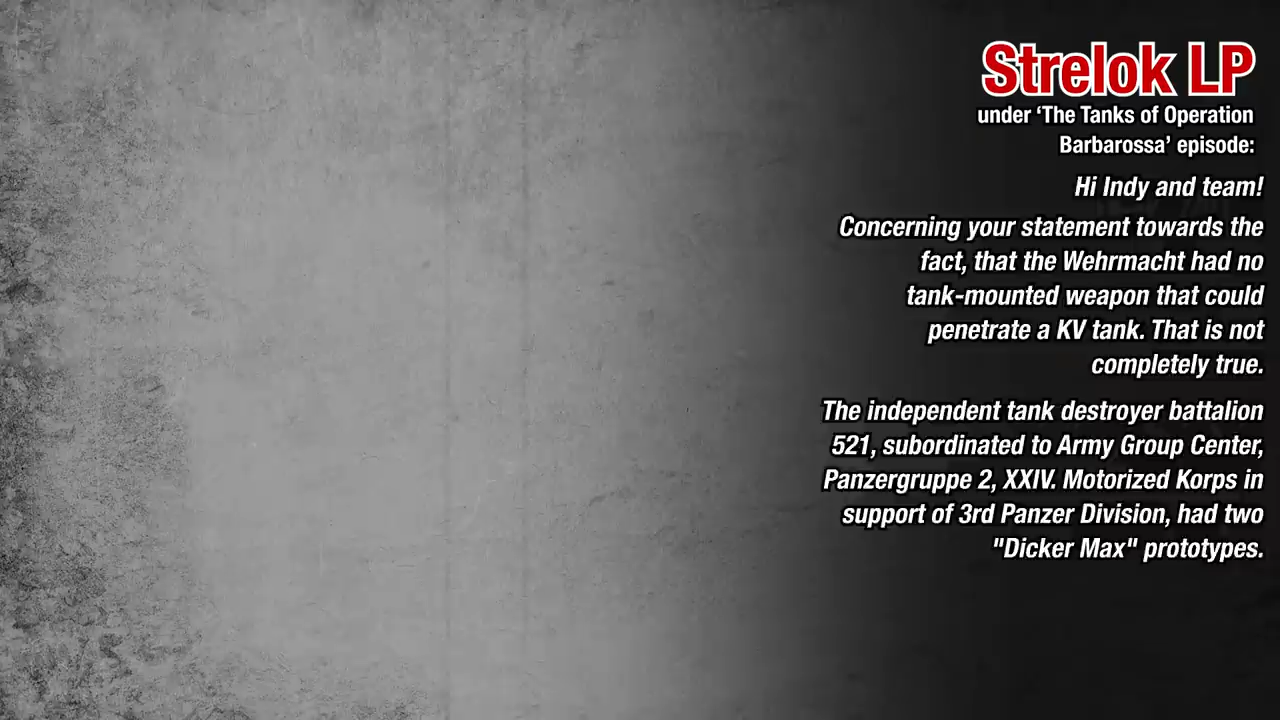 Strelok LP
under ‘The Tanks of Operation
Barbarossa’ episode:
Hi Indy and team!
Concerning your statement towards the
fact, that the Wehrmacht had no
tank-mounted weapon that could
penetrate a KV tank. That is not
completely true.
The independent tank destroyer battalion
521, subordinated to Army Group Center,
Panzergruppe 2, XXIV. Motorized Korps in
support of 3rd Panzer Division, had two
"Dicker Max" prototypes.